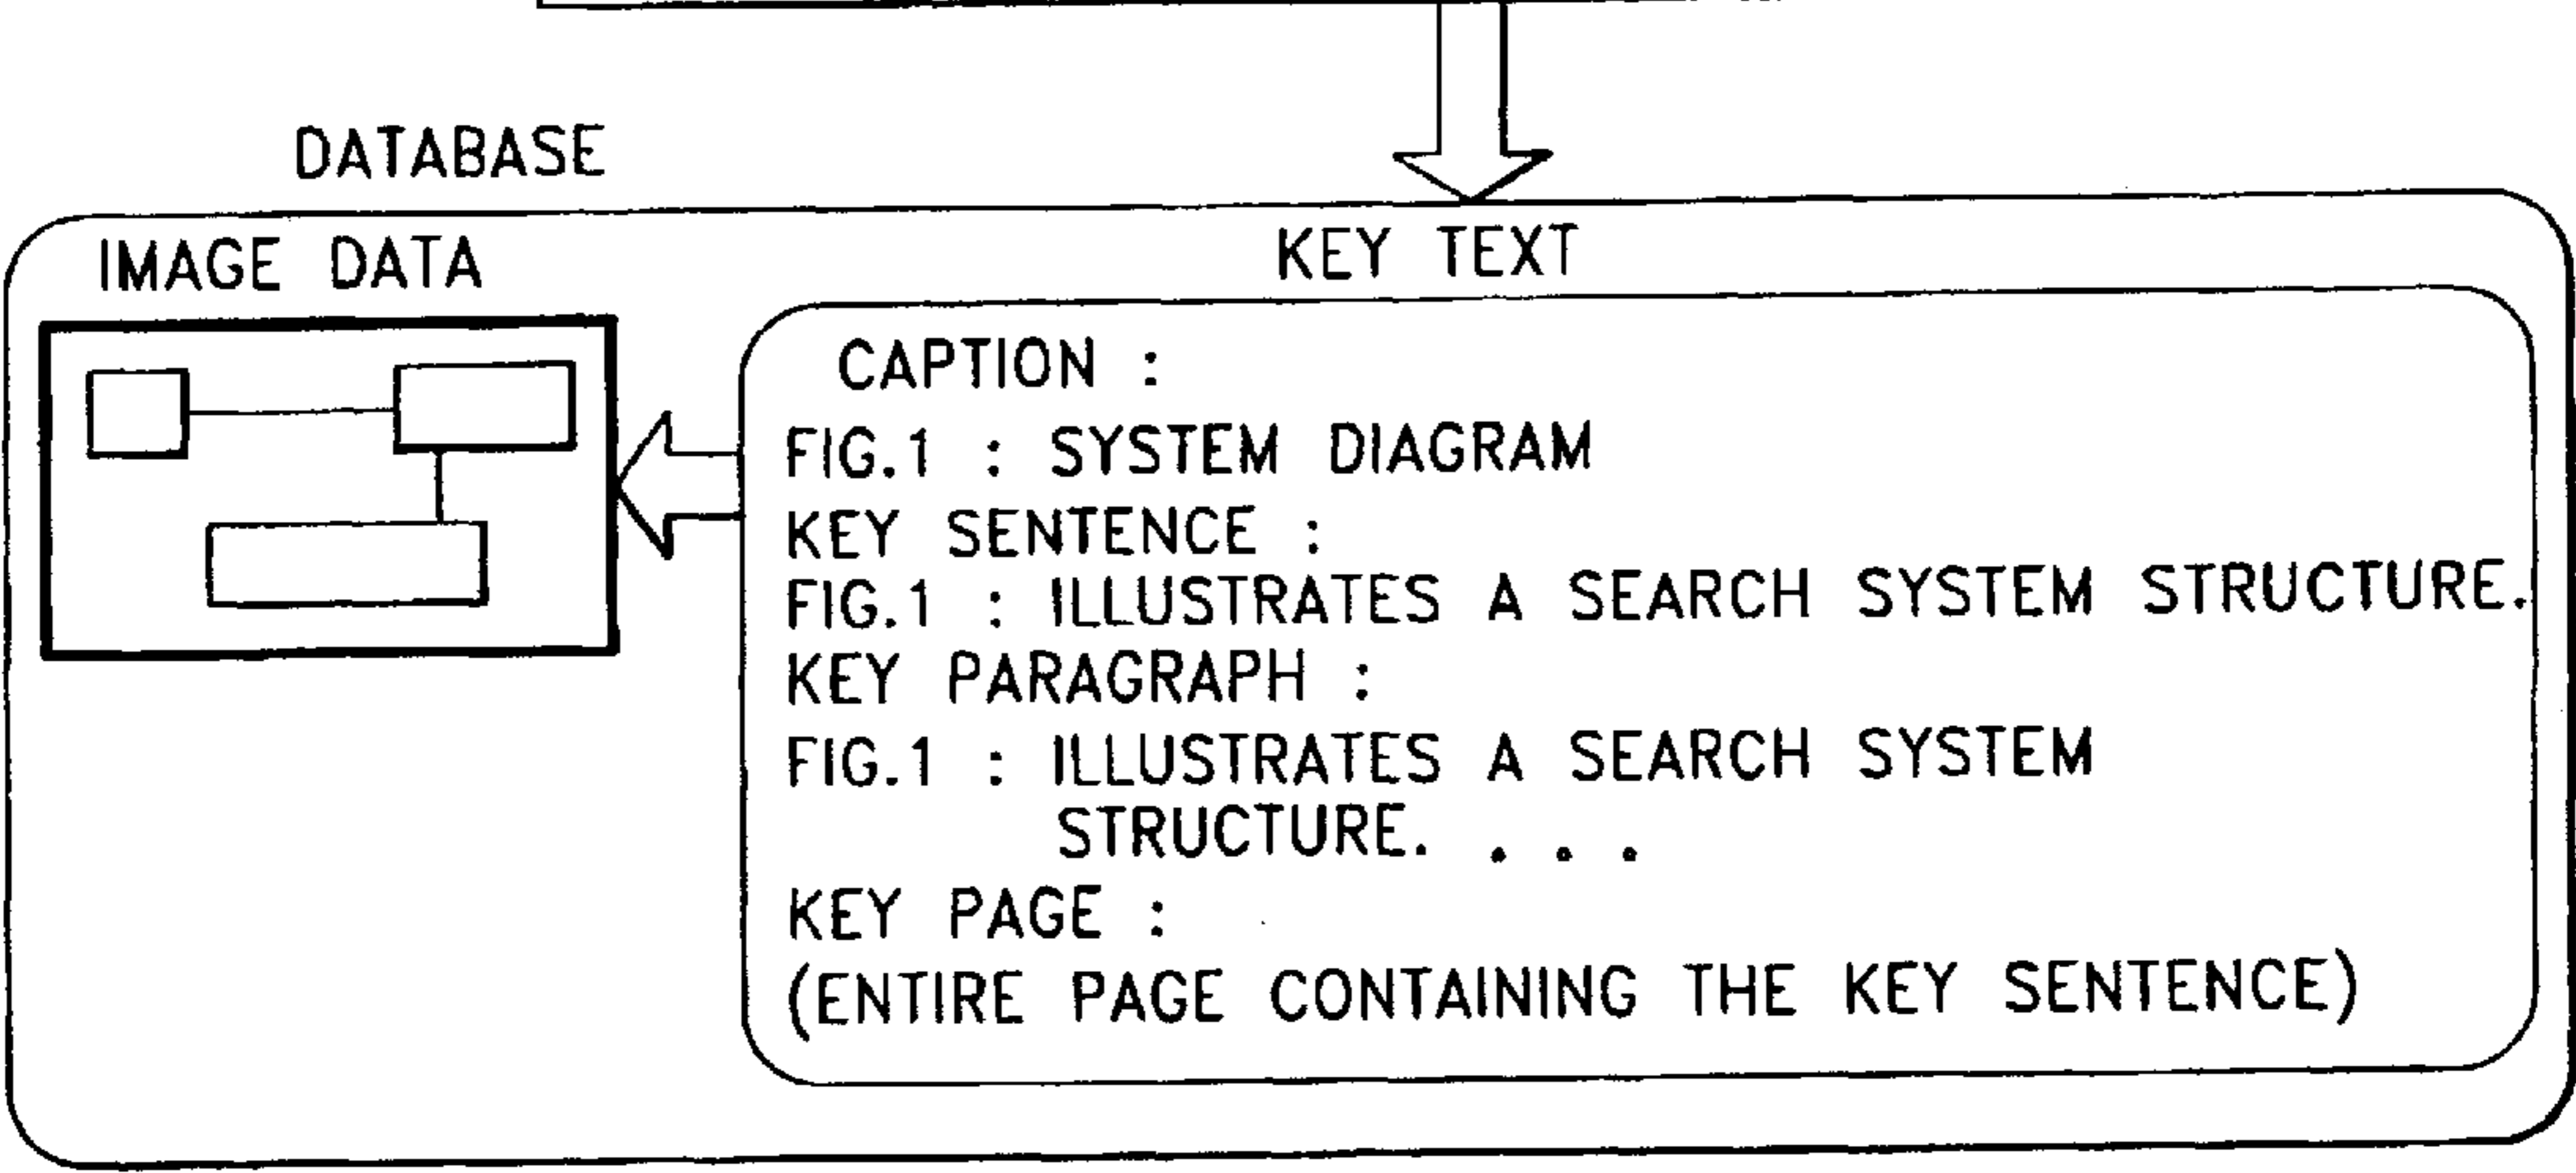 DATABASE
IMAGE DATA
KEY TEXT
CAPTION :
FIG.1 : SYSTEM DIAGRAM
KEY SENTENCE :
FIG.1 : ILLUSTRATES A SEARCH SYSTEM STRUCTURE.
KEY PARAGRAPH :
FIG.1 : ILLUSTRATES A SEARCH SYSTEM
STRUCTURE. . . .
KEY PAGE :
(ENTIRE PAGE CONTAINING THE KEY SENTENCE)